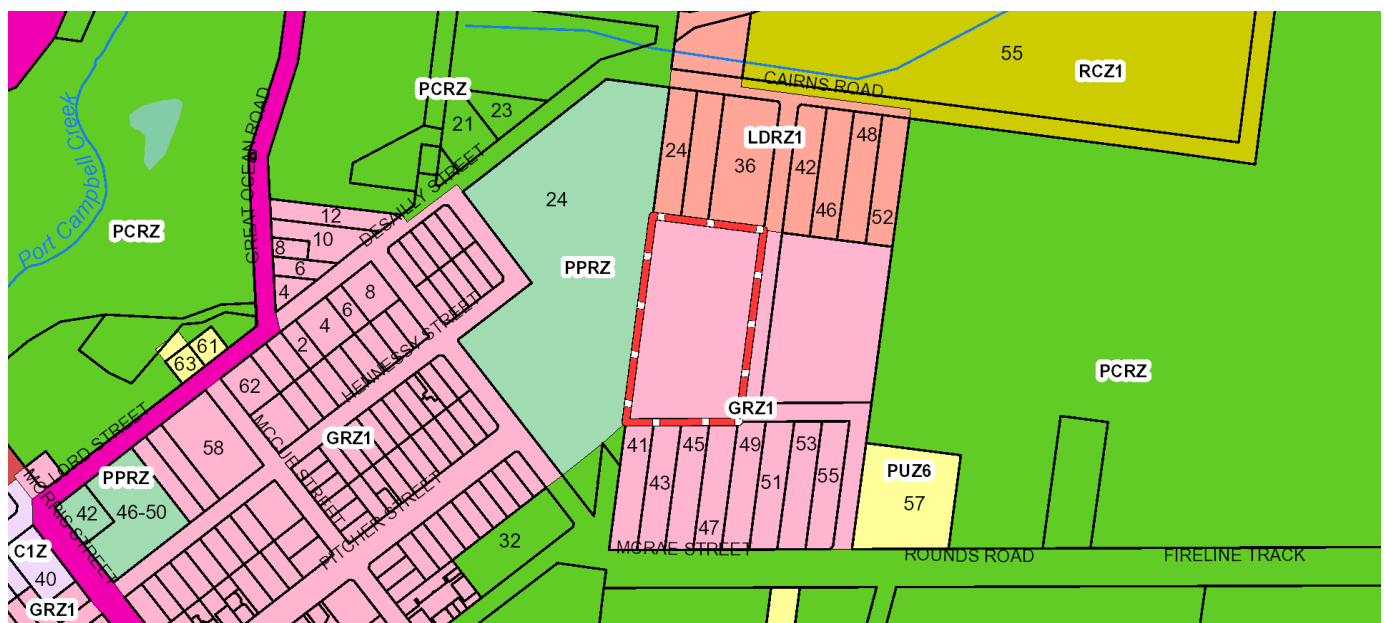 55
RCZ1
CAIRNS ROAD
PCRZ
23
21
GREAT OCEAN ROAD
Port Campbell Creek
LDRZ1
48
24
36
42
46
52
DESAILLY STREET
24
12
10
8
6
4
PCRZ
PPRZ
8
6
4
2
HENNESSY STREET
61
63
62
PCRZ
GRZ1
41
45
49
53
43
51
55
47
MCCUE STREET
GRZ1
58
LORD STREET
PPRZ
PUZ6
57
MORRIS STREET
42
46-50
PITCHER STREET
32
MCRAE STREET
ROUNDS ROAD
FIRELINE TRACK
C1Z
40
GRZ1